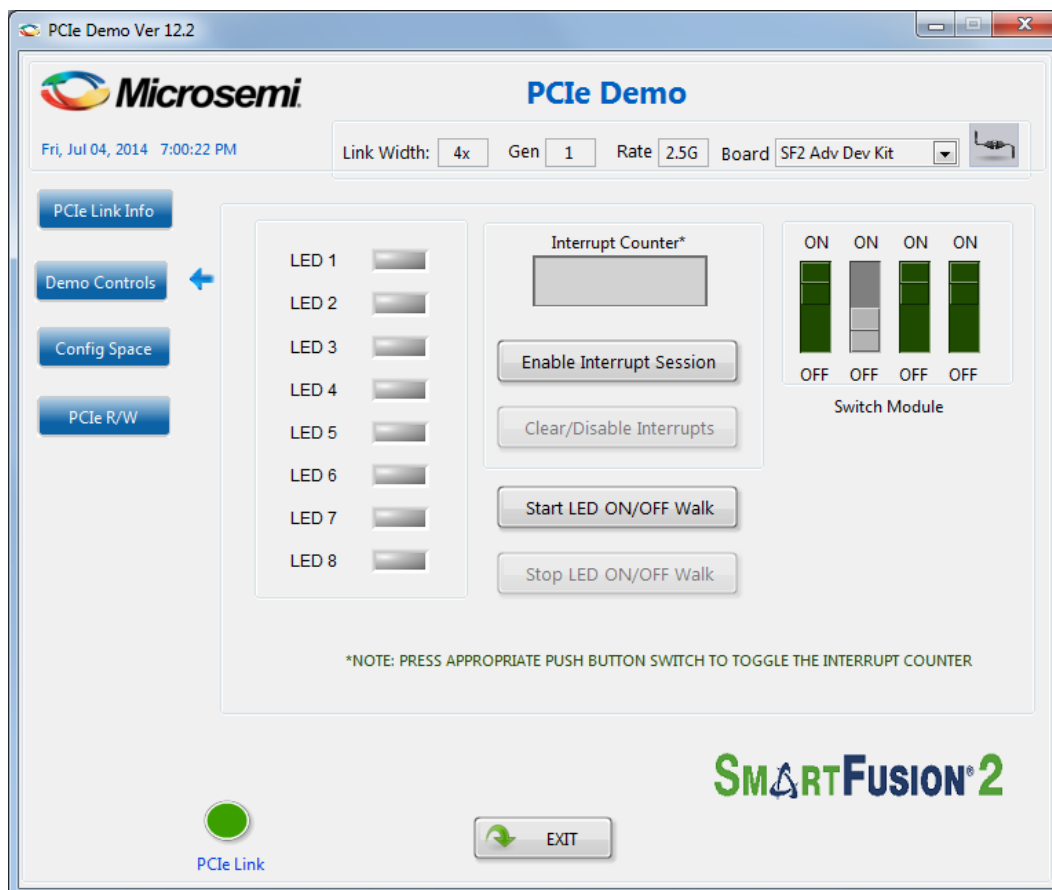 PCIe Demo Ver 12.2
Microsemi.
PCIe Demo
Fri, Jul 04, 2014 7:00:22 PM
Link Width: 4x Gen 1 Rate 2.5G Board SF2 Adv Dev Kit
PCIe Link Info
Demo Controls
Config Space
PCIe R/W
LED 1
LED 2
LED 3
LED 4
LED 5
LED 6
LED 7
LED 8
Interrupt Counter*
Enable Interrupt Session
Clear/Disable Interrupts
Start LED ON/OFF Walk
Stop LED ON/OFF Walk
ON ON ON ON
OFF OFF OFF OFF
Switch Module
*NOTE: PRESS APPROPRIATE PUSH BUTTON SWITCH TO TOGGLE THE INTERRUPT COUNTER
SMARTFUSION®2
PCIe Link
EXIT